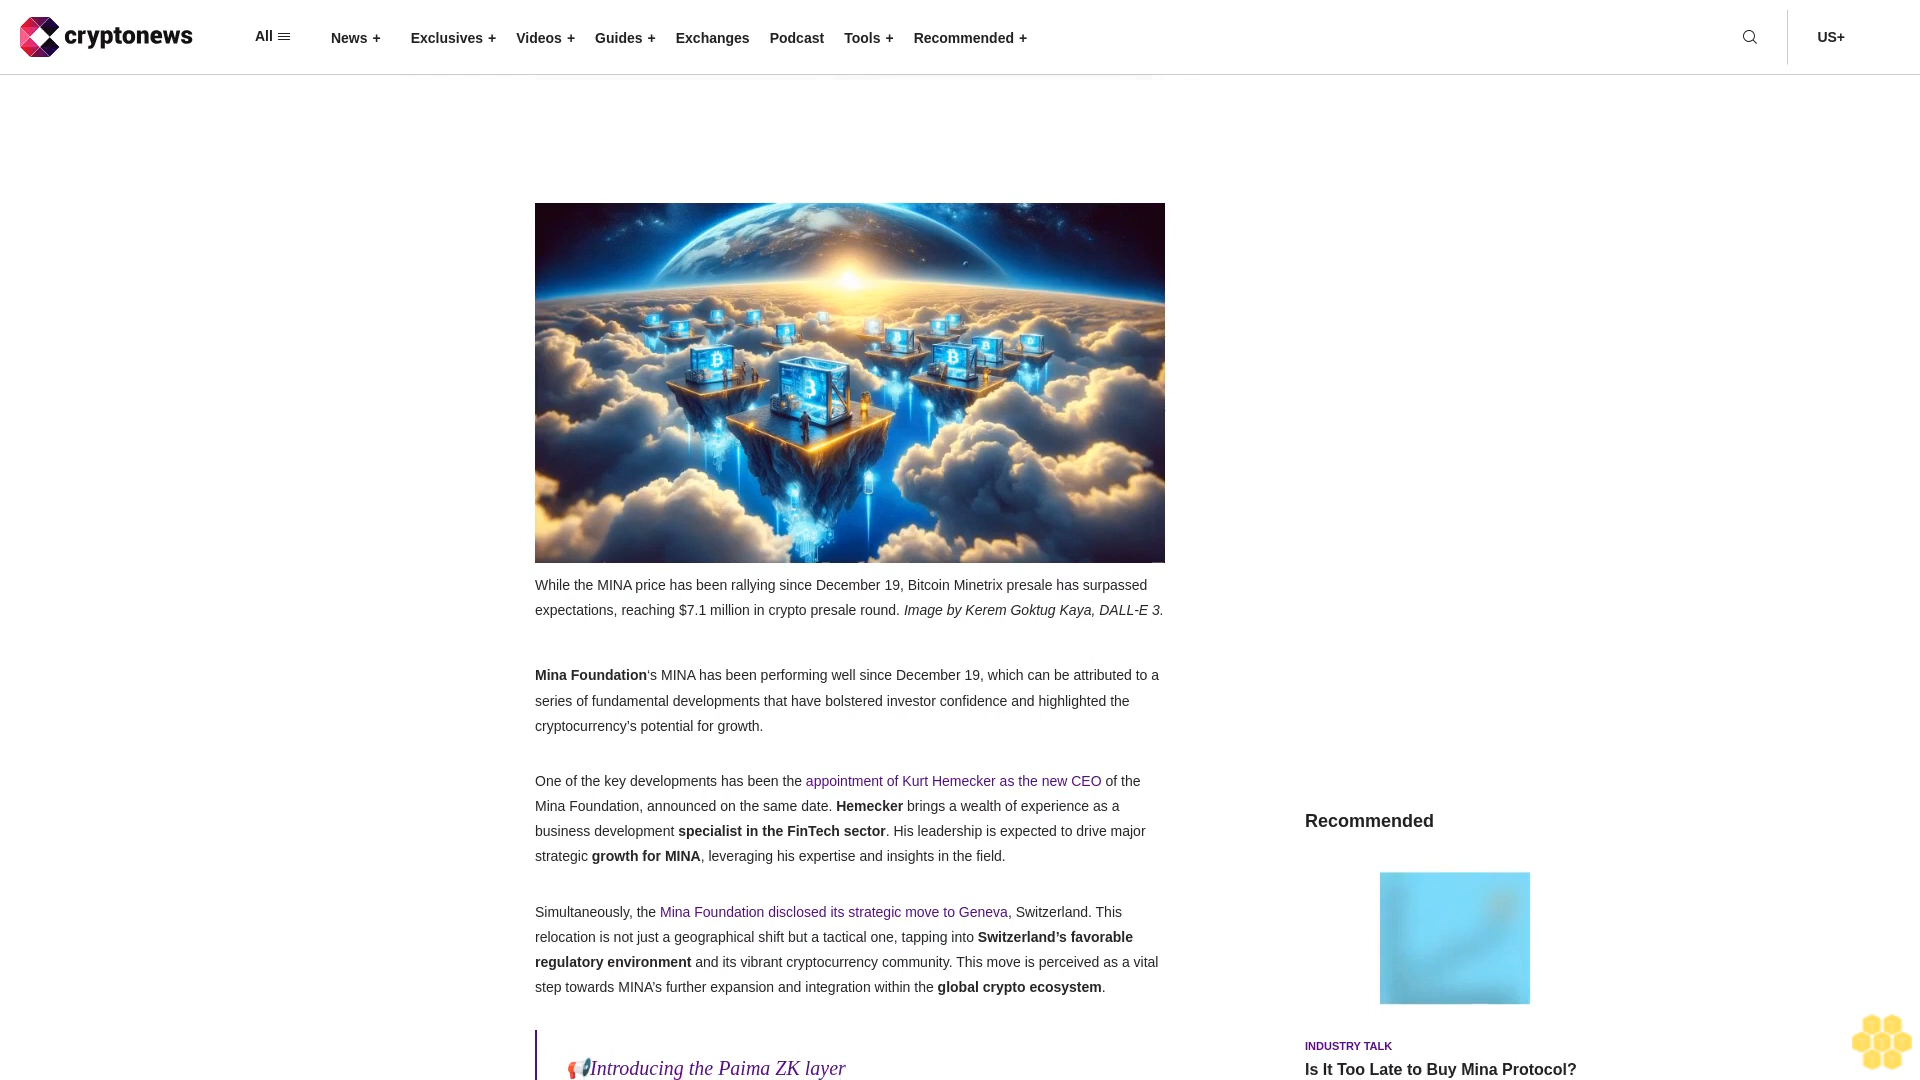 cryptonews
All
News +
Exclusives +
Videos +
Guides +
Exchanges
Podcast
Tools +
Recommended +
US+
While the MINA price has been rallying since December 19, Bitcoin Minetrix presale has surpassed
expectations, reaching $7.1 million in crypto presale round. Image by Kerem Goktug Kaya, DALL-E 3.
Mina Foundation‘s MINA has been performing well since December 19, which can be attributed to a
series of fundamental developments that have bolstered investor confidence and highlighted the
cryptocurrency’s potential for growth.
One of the key developments has been the appointment of Kurt Hemecker as the new CEO of the
Mina Foundation, announced on the same date. Hemecker brings a wealth of experience as a
business development specialist in the FinTech sector. His leadership is expected to drive major
strategic growth for MINA, leveraging his expertise and insights in the field.
Simultaneously, the Mina Foundation disclosed its strategic move to Geneva, Switzerland. This
relocation is not just a geographical shift but a tactical one, tapping into Switzerland’s favorable
regulatory environment and its vibrant cryptocurrency community. This move is perceived as a vital
step towards MINA’s further expansion and integration within the global crypto ecosystem.
📢Introducing the Paima ZK layer
Recommended
INDUSTRY TALK
Is It Too Late to Buy Mina Protocol?